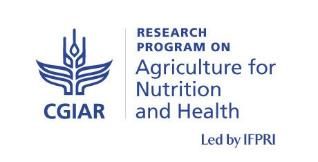 CGIAR
RESEARCH
PROGRAM ON
Agriculture for
Nutrition
and Health
Led by IFPRI